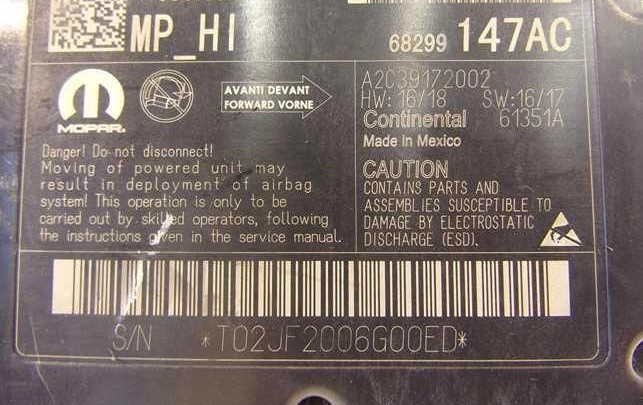 MP_HI
68299 147AC
MOPAR
AVANTI DEVANT
FORWARD VORNE
A2C39172002
HW: 16/18 SW: 16/17
Continental 61351A
Made in Mexico
Danger! Do not disconnect!
Moving of powered unit may
result in deployment of airbag
system! This operation is only to be
carried out by skilled operators, following
the instructions given in the service manual.
CAUTION
CONTAINS PARTS AND
ASSEMBLIES SUSCEPTIBLE TO
DAMAGE BY ELECTROSTATIC
DISCHARGE (ESD).
S/N *T02JF2006G00ED*